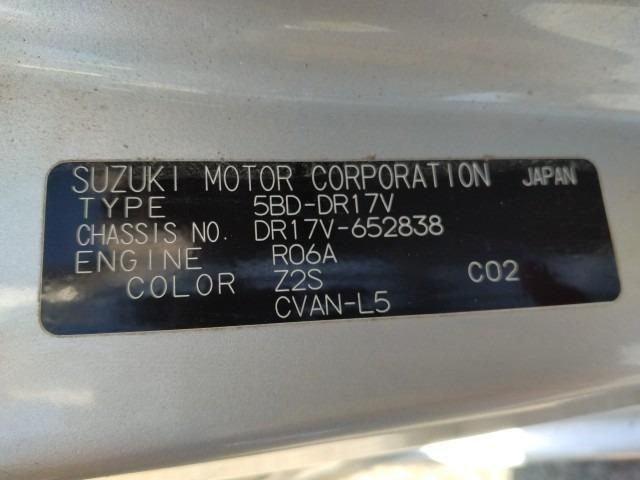 SUZUKI MOTOR CORPORATION JAPAN
TYPE 5BD-DR17V
CHASSIS NO. DR17V-652838
ENGINE R06A
COLOR Z2S C02
CVAN-L5